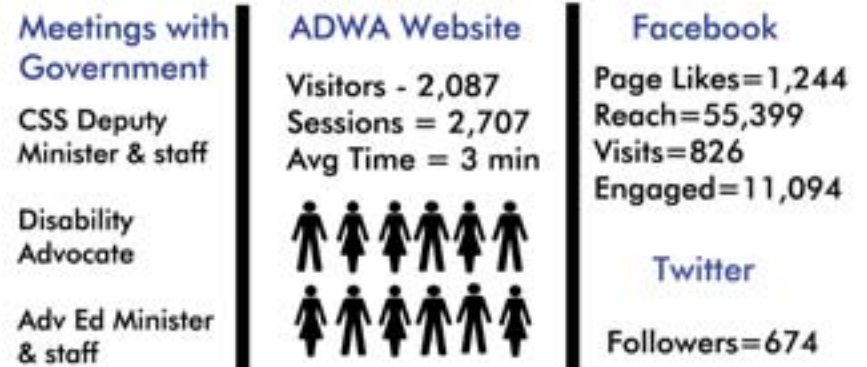 Meetings with
Government
CSS Deputy
Minister & staff
Disability
Advocate
Adv Ed Minister
& staff
ADWA Website
Visitors - 2,087
Sessions = 2,707
Avg Time = 3 min
Facebook
Page Likes=1,244
Reach=55,399
Visits=826
Engaged=11,094
Twitter
Followers=674